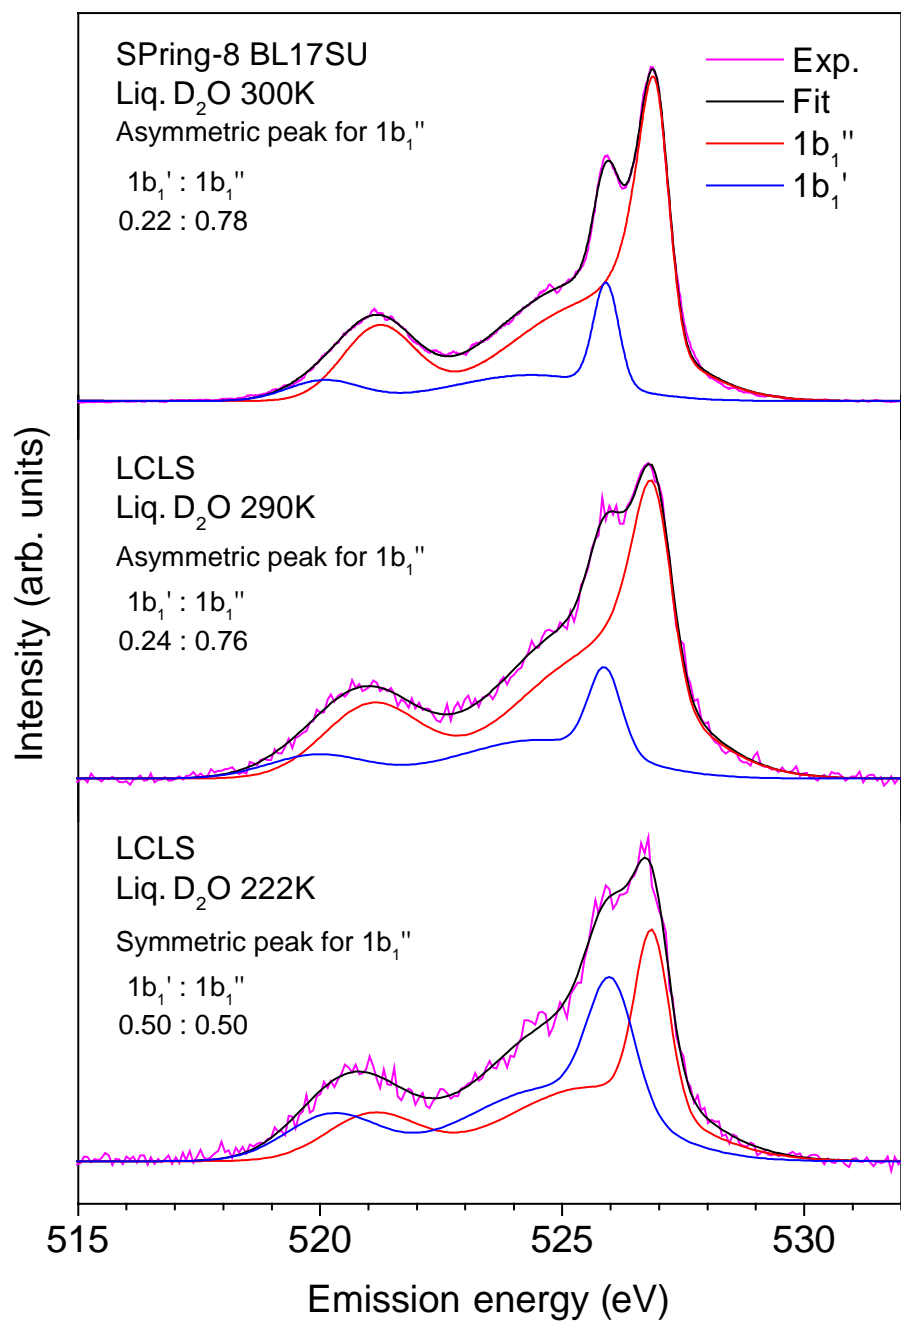 SPring-8 BL17SU
Liq. D₂O 300K
Asymmetric peak for 1b₁''
1b₁' : 1b₁''
0.22 : 0.78
Exp.
Fit
1b₁''
1b₁'
LCLS
Liq. D₂O 290K
Asymmetric peak for 1b₁''
1b₁' : 1b₁''
0.24 : 0.76
LCLS
Liq. D₂O 222K
Symmetric peak for 1b₁''
1b₁' : 1b₁''
0.50 : 0.50
Intensity (arb. units)
515 520 525 530
Emission energy (eV)